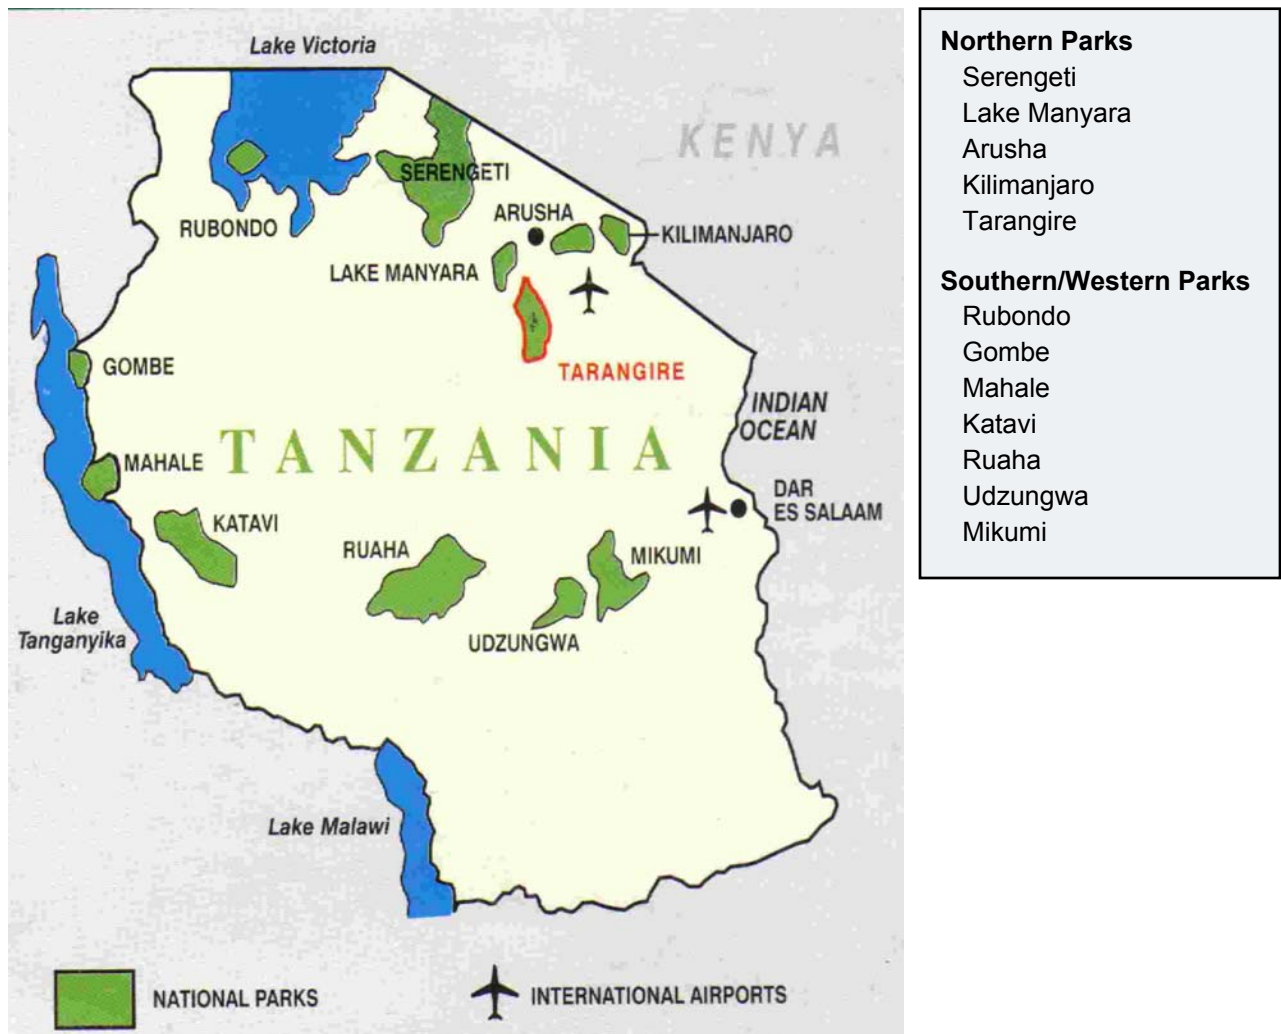 Lake Victoria
KENYA
SERENGETI
RUBONDO
ARUSHA
KILIMANJARO
LAKE MANYARA
GOMBE
TARANGIRE
INDIAN
OCEAN
TANZANIA
MAHALE
DAR
ES SALAAM
KATAVI
RUAHA
MIKUMI
UDZUNGWA
Lake
Tanganyika
Lake Malawi
NATIONAL PARKS
INTERNATIONAL AIRPORTS
Northern Parks
Serengeti
Lake Manyara
Arusha
Kilimanjaro
Tarangire
Southern/Western Parks
Rubondo
Gombe
Mahale
Katavi
Ruaha
Udzungwa
Mikumi